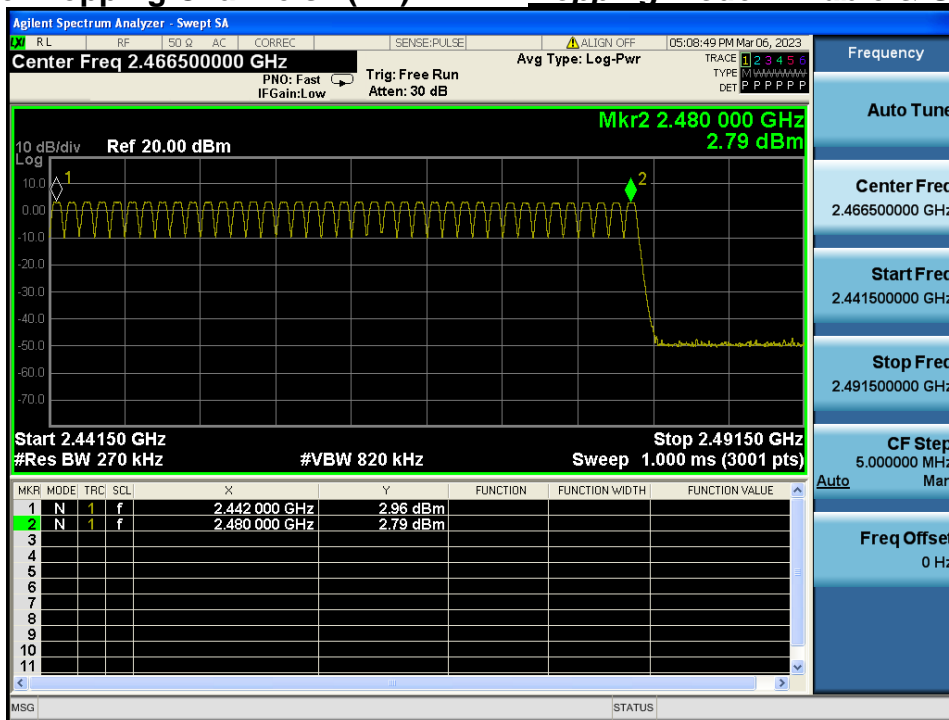 Agilent Spectrum Analyzer - Swept SA
LXI RL RF 50 Ω AC CORREC SENSE:PULSE ALIGN OFF 05:08:49 PM Mar 06, 2023
Center Freq 2.466500000 GHz Avg Type: Log-Pwr TRACE 1 2 3 4 5 6
PNO: Fast Trig: Free Run TYPE M W W W W W
IFGain:Low Atten: 30 dB DET P P P P P P
Mkr2 2.480 000 GHz
10 dB/div Ref 20.00 dBm 2.79 dBm
Log
1
2
10.0
0.00
-10.0
-20.0
-30.0
-40.0
-50.0
-60.0
-70.0
Start 2.44150 GHz Stop 2.49150 GHz
#Res BW 270 kHz #VBW 820 kHz Sweep 1.000 ms (3001 pts)
MKR MODE TRC SCL X Y FUNCTION FUNCTION WIDTH FUNCTION VALUE
1 N 1 f 2.442 000 GHz 2.96 dBm
2 N 1 f 2.480 000 GHz 2.79 dBm
3
4
5
6
7
8
9
10
11
MSG STATUS
Frequency
Auto Tune
Center Freq
2.466500000 GHz
Start Freq
2.441500000 GHz
Stop Freq
2.491500000 GHz
CF Step
5.000000 MHz
Auto Man
Freq Offset
0 Hz